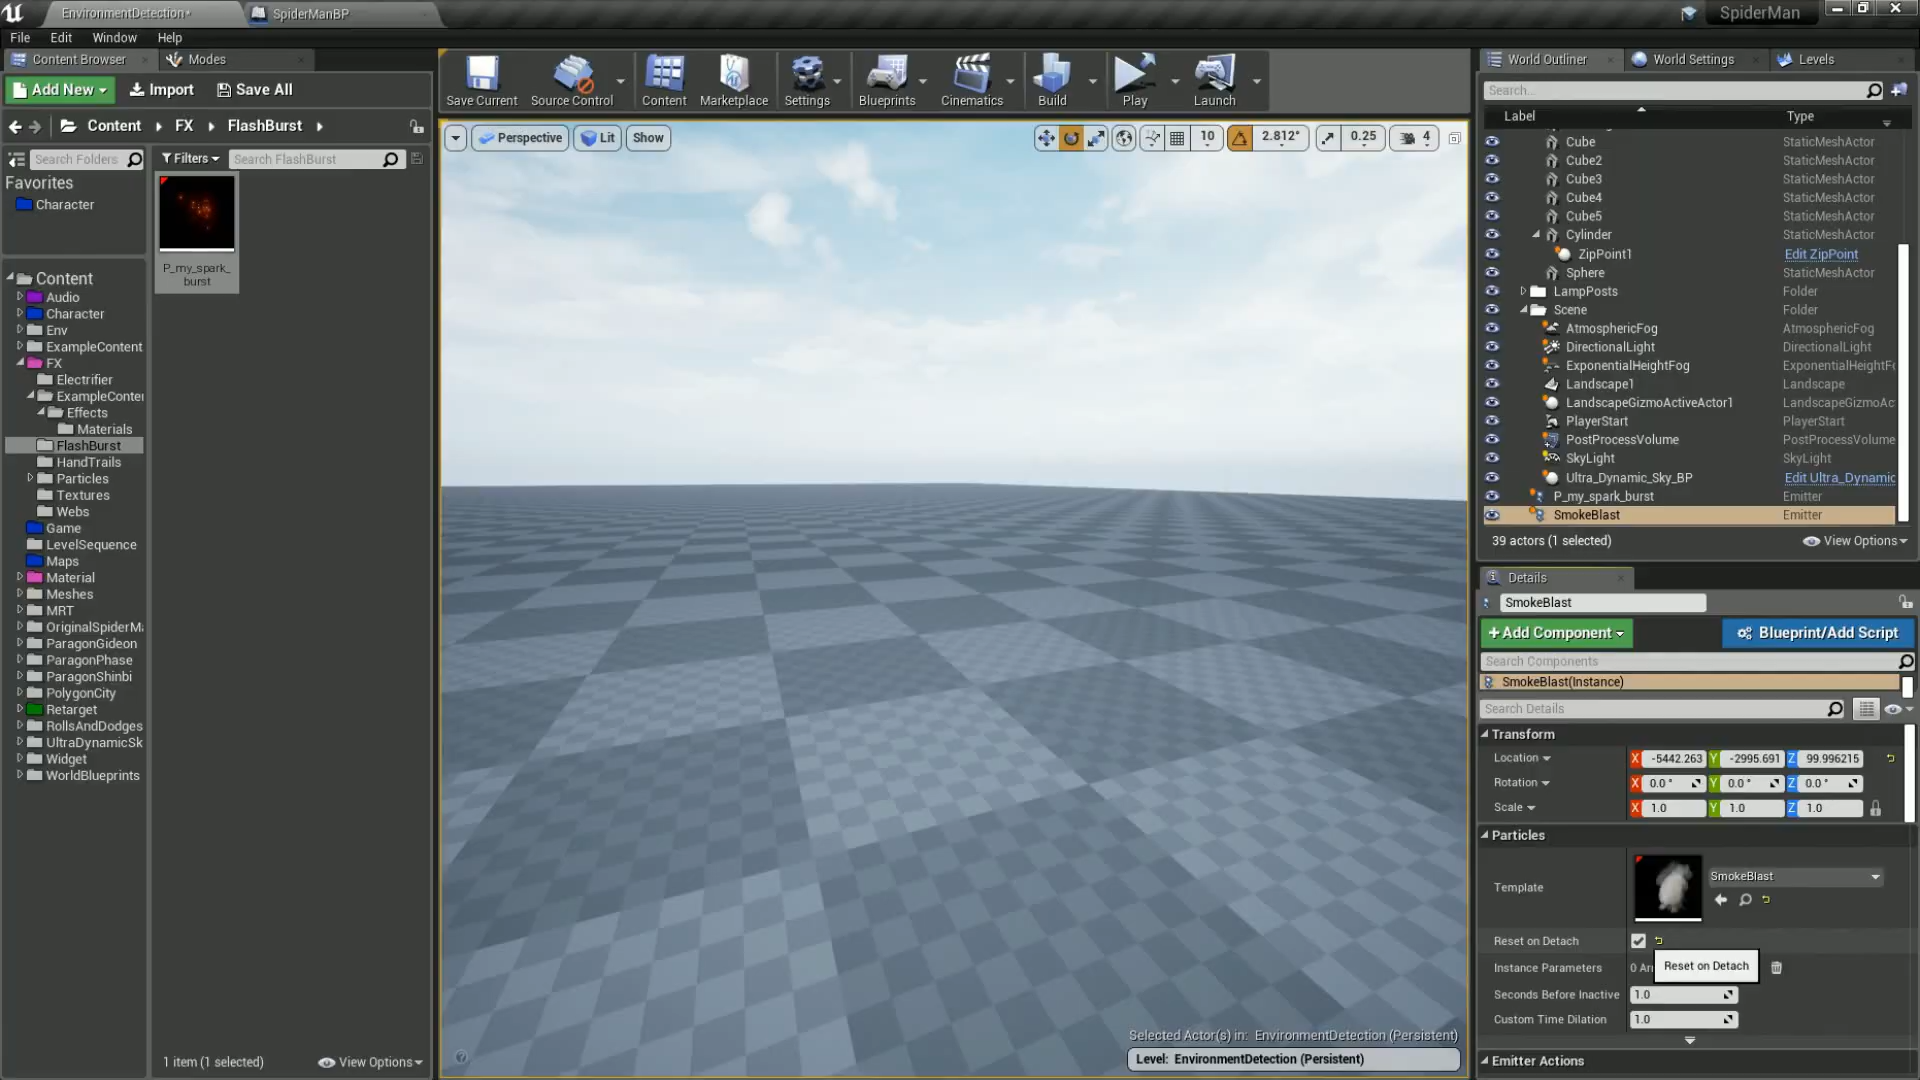 EnvironmentDetection*
SpiderManBP
SpiderMan
File Edit Window Help
Content Browser
Modes
World Outliner
World Settings
Levels
Add New
Import
Save All
Save Current
Source Control
Content
Marketplace
Settings
Blueprints
Cinematics
Build
Play
Launch
Search...
Label
Type
Content FX FlashBurst
Search Folders
Filters
Search FlashBurst
Perspective
Lit
Show
10
2.812°
0.25
4
Favorites
Character
P_my_spark_
burst
Content
Audio
Character
Env
ExampleContent
FX
Electrifier
ExampleConte
Effects
Materials
FlashBurst
HandTrails
Particles
Textures
Webs
Game
LevelSequence
Maps
Material
Meshes
MRT
OriginalSpiderM
ParagonGideon
ParagonPhase
ParagonShinbi
PolygonCity
Retarget
RollsAndDodges
UltraDynamicSk
Widget
WorldBlueprints
1 item (1 selected)
View Options
Selected Actor(s) in: EnvironmentDetection (Persistent)
Level: EnvironmentDetection (Persistent)
Cube StaticMeshActor
Cube2 StaticMeshActor
Cube3 StaticMeshActor
Cube4 StaticMeshActor
Cube5 StaticMeshActor
Cylinder StaticMeshActor
ZipPoint1 Edit ZipPoint
Sphere StaticMeshActor
LampPosts Folder
Scene Folder
AtmosphericFog AtmosphericFog
DirectionalLight DirectionalLight
ExponentialHeightFog ExponentialHeightF
Landscape1 Landscape
LandscapeGizmoActiveActor1 LandscapeGizmoAc
PlayerStart PlayerStart
PostProcessVolume PostProcessVolume
SkyLight SkyLight
Ultra_Dynamic_Sky_BP Edit Ultra_Dynamic
P_my_spark_burst Emitter
SmokeBlast Emitter
39 actors (1 selected)
View Options
Details
SmokeBlast
+Add Component
Blueprint/Add Script
Search Components
SmokeBlast(Instance)
Search Details
Transform
Location X -5442.263 Y -2995.691 Z 99.996215
Rotation X 0.0° Y 0.0° Z 0.0°
Scale X 1.0 Y 1.0 Z 1.0
Particles
Template
SmokeBlast
Reset on Detach
Reset on Detach
Instance Parameters 0 Ar
Seconds Before Inactive 1.0
Custom Time Dilation 1.0
Emitter Actions